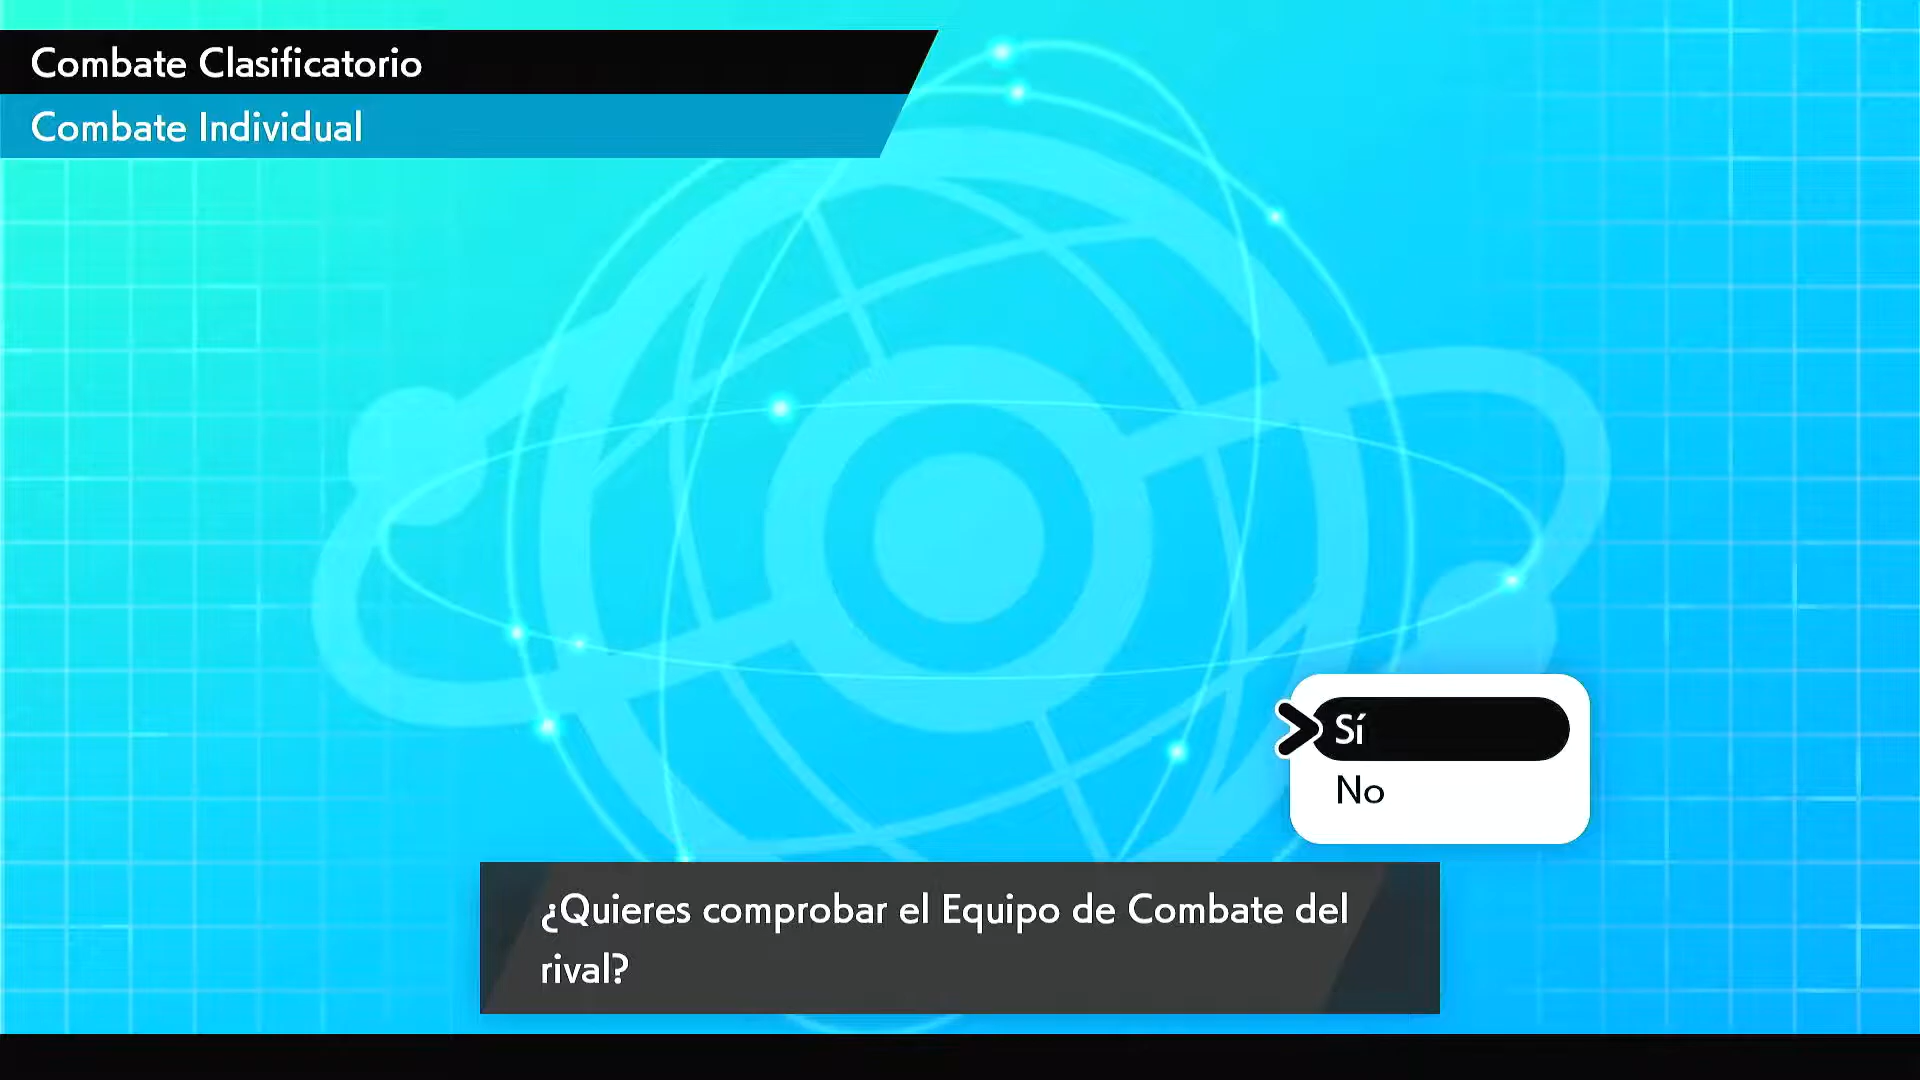 Combate Clasificatorio
Combate Individual
Sí
No
¿Quieres comprobar el Equipo de Combate del
rival?